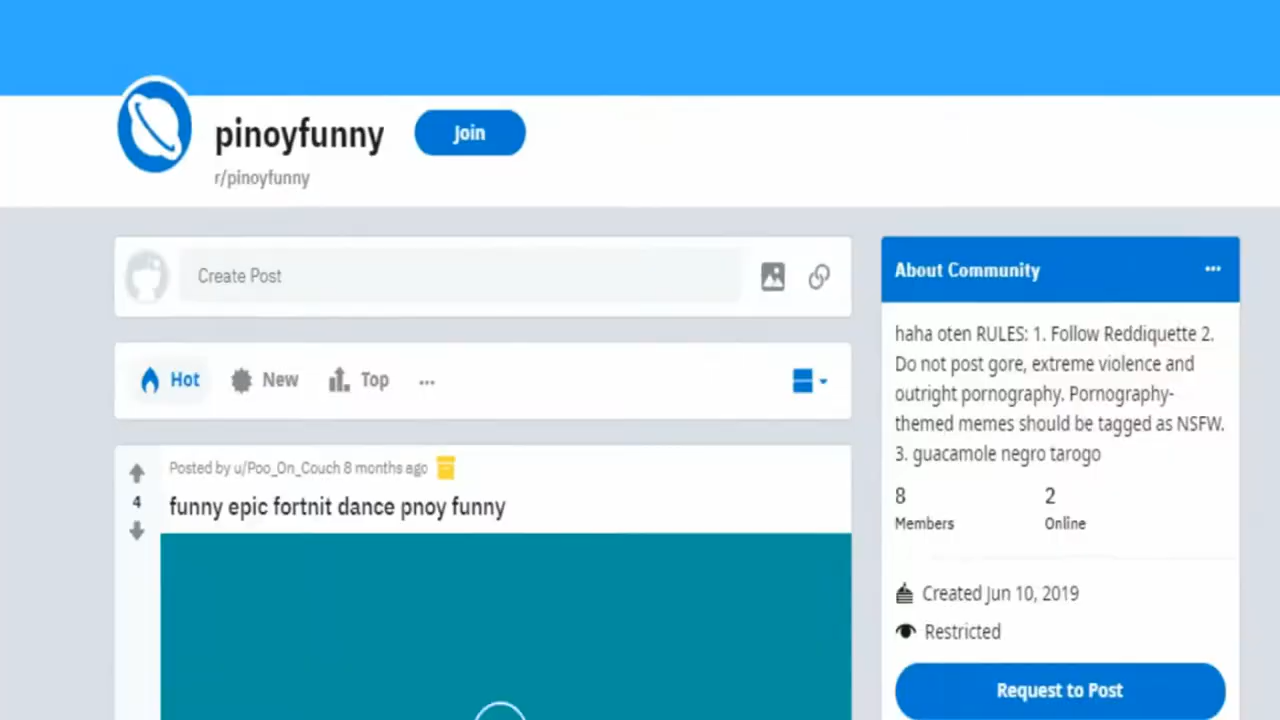 pinoyfunny
Join
r/pinoyfunny
Create Post
Hot New Top ...
Posted by u/Poo_On_Couch 8 months ago
4
funny epic fortnit dance pnoy funny
About Community ...
haha oten RULES: 1. Follow Reddiquette 2.
Do not post gore, extreme violence and
outright pornography. Pornography-
themed memes should be tagged as NSFW.
3. guacamole negro tarogo
8 2
Members Online
Created Jun 10, 2019
Restricted
Request to Post